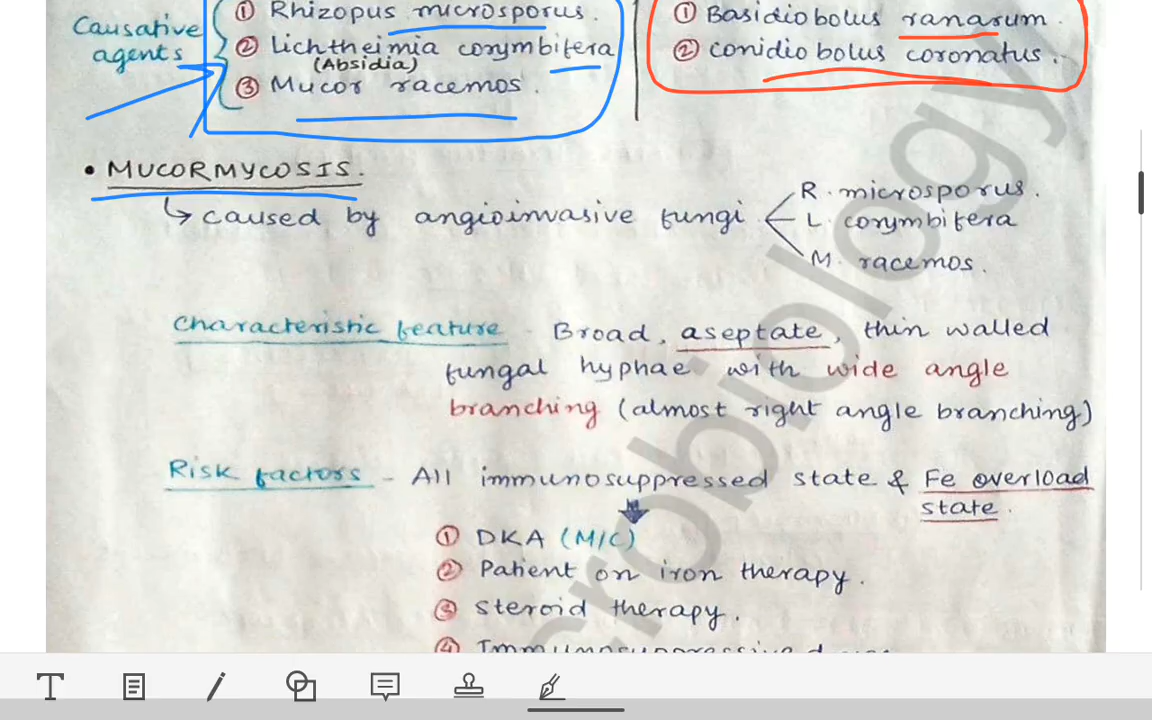 Causative agents
① Rhizopus microsporus.
② Lichtheimia corymbifera
(Absidia)
③ Mucor racemos.
① Basidiobolus ranarum
② conidiobolus coronatus.
• MUCORMYCOSIS.
↳ caused by angioinvasive fungi
R. microsporus.
L. corymbifera
M. racemos.
Characteristic feature - Broad, aseptate, thin walled
fungal hyphae with wide angle
branching (almost right angle branching)
Risk factors - All immunosuppressed state & Fe overload
state.
① DKA (M/C)
② Patient on iron therapy.
③ Steroid therapy.
④ Immunosuppressive
crobiology
T